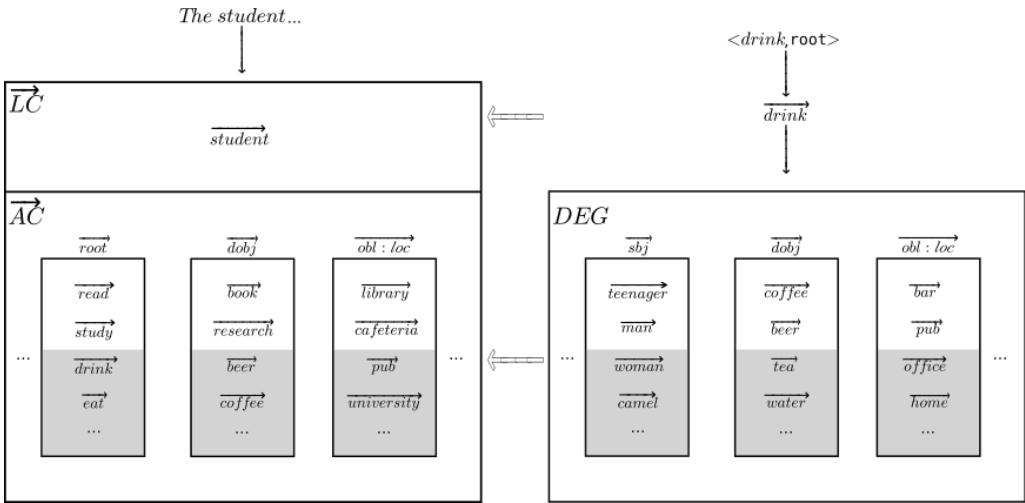 The student...
<drink,root>
LC
student
drink
AC
root dobj obl : loc
read book library
study research cafeteria
... drink beer pub ...
eat coffee university
... ... ...
DEG
sbj dobj obl : loc
teenager coffee bar
man beer pub
... woman tea office ...
camel water home
... ... ...